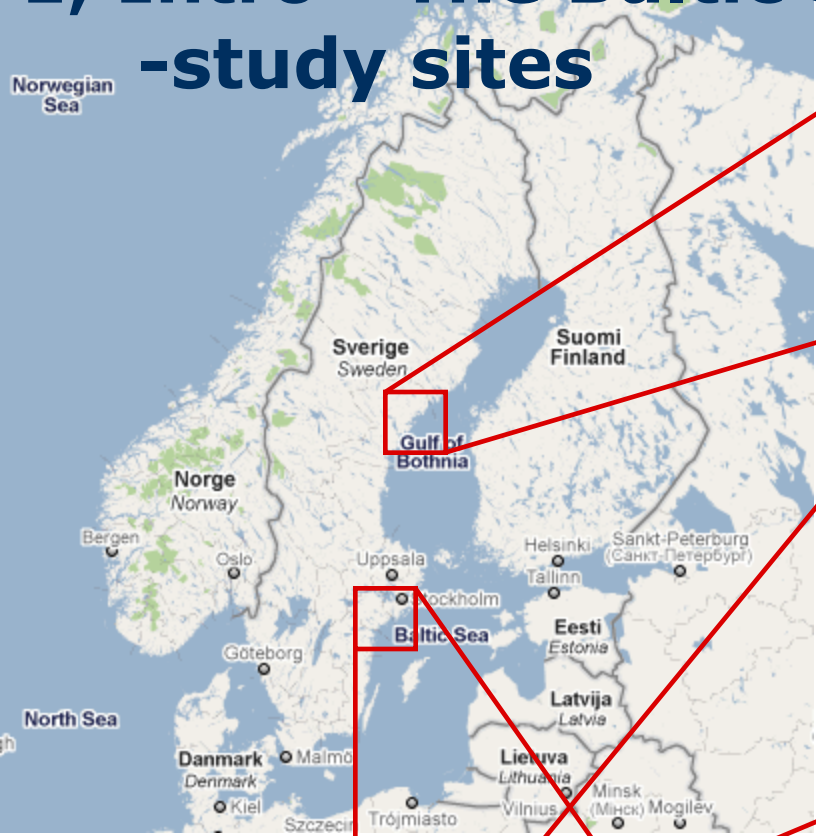 -study sites
Norwegian
Sea
Sverige
Sweden
Suomi
Finland
Gulf of
Bothnia
Norge
Norway
Bergen
Oslo
Uppsala
Helsinki
Sankt-Peterburg
(Санкт-Петербург)
Tallinn
Stockholm
Baltic Sea
Eesti
Estonia
Göteborg
Latvija
Latvia
North Sea
Danmark
Denmark
Malmö
Lietuva
Lithuania
Kiel
Vilnius
Minsk
(Мінск)
Mogilev
Trójmiasto